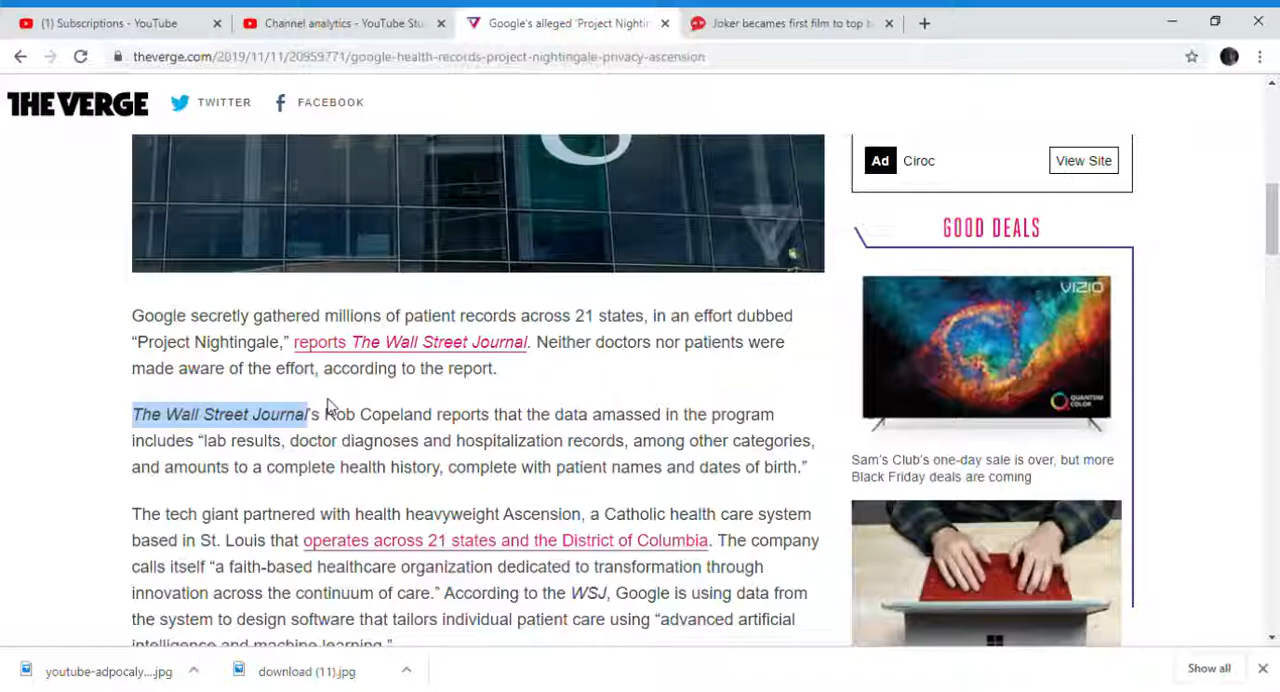 (1) Subscriptions - YouTube
Channel analytics - YouTube Stu
Google's alleged 'Project Nightin
Joker becames first film to top b
theverge.com/2019/11/11/20959771/google-health-records-project-nightingale-privacy-ascension
THE VERGE
TWITTER
FACEBOOK
Ad Ciroc
View Site
GOOD DEALS
VIZIO
QUANTUM
COLOR
Sam's Club's one-day sale is over, but more
Black Friday deals are coming
Google secretly gathered millions of patient records across 21 states, in an effort dubbed
“Project Nightingale,” reports The Wall Street Journal. Neither doctors nor patients were
made aware of the effort, according to the report.
The Wall Street Journal's Rob Copeland reports that the data amassed in the program
includes “lab results, doctor diagnoses and hospitalization records, among other categories,
and amounts to a complete health history, complete with patient names and dates of birth.”
The tech giant partnered with health heavyweight Ascension, a Catholic health care system
based in St. Louis that operates across 21 states and the District of Columbia. The company
calls itself “a faith-based healthcare organization dedicated to transformation through
innovation across the continuum of care.” According to the WSJ, Google is using data from
the system to design software that tailors individual patient care using “advanced artificial
intelligence and machine learning.”
youtube-adpocaly....jpg
download (11).jpg
Show all